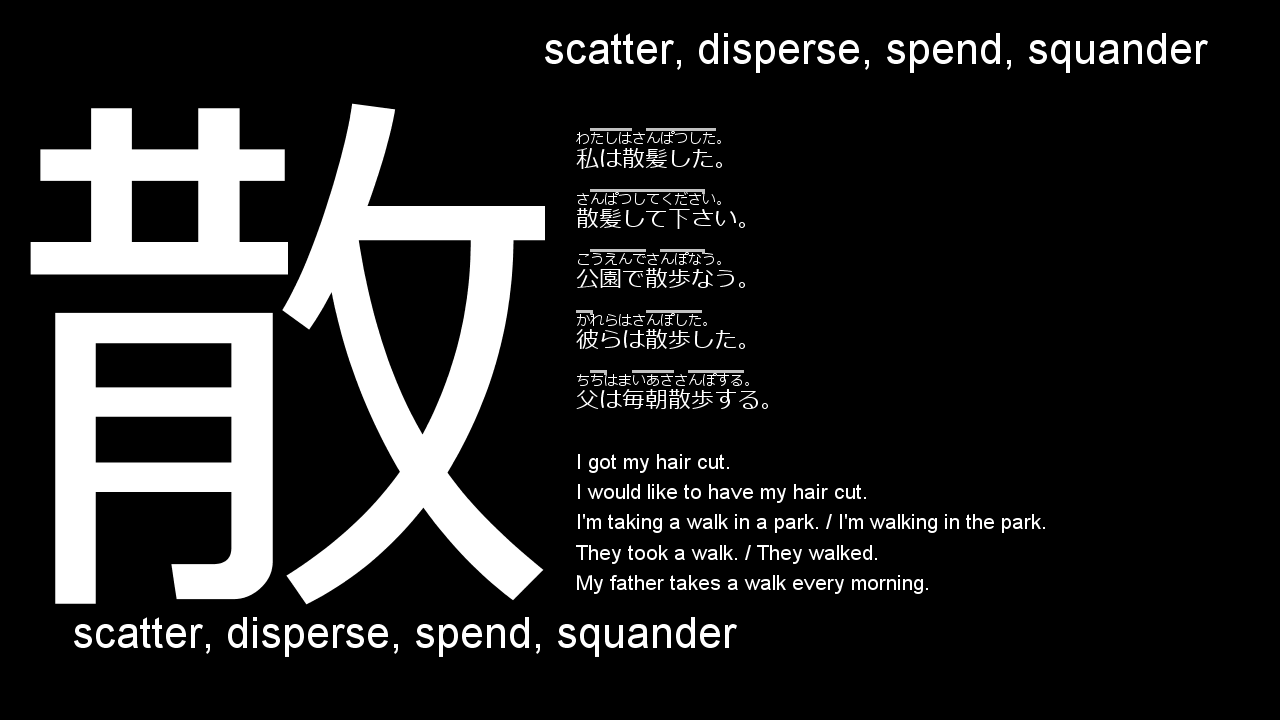 scatter, disperse, spend, squander
散
わたしはさんぱつした。
私は散髪した。
さんぱつしてください。
散髪して下さい。
こうえんでさんぽなう。
公園で散歩なう。
かれらはさんぽした。
彼らは散歩した。
ちちはまいあささんぽする。
父は毎朝散歩する。
I got my hair cut.
I would like to have my hair cut.
I'm taking a walk in a park. / I'm walking in the park.
They took a walk. / They walked.
My father takes a walk every morning.
scatter, disperse, spend, squander